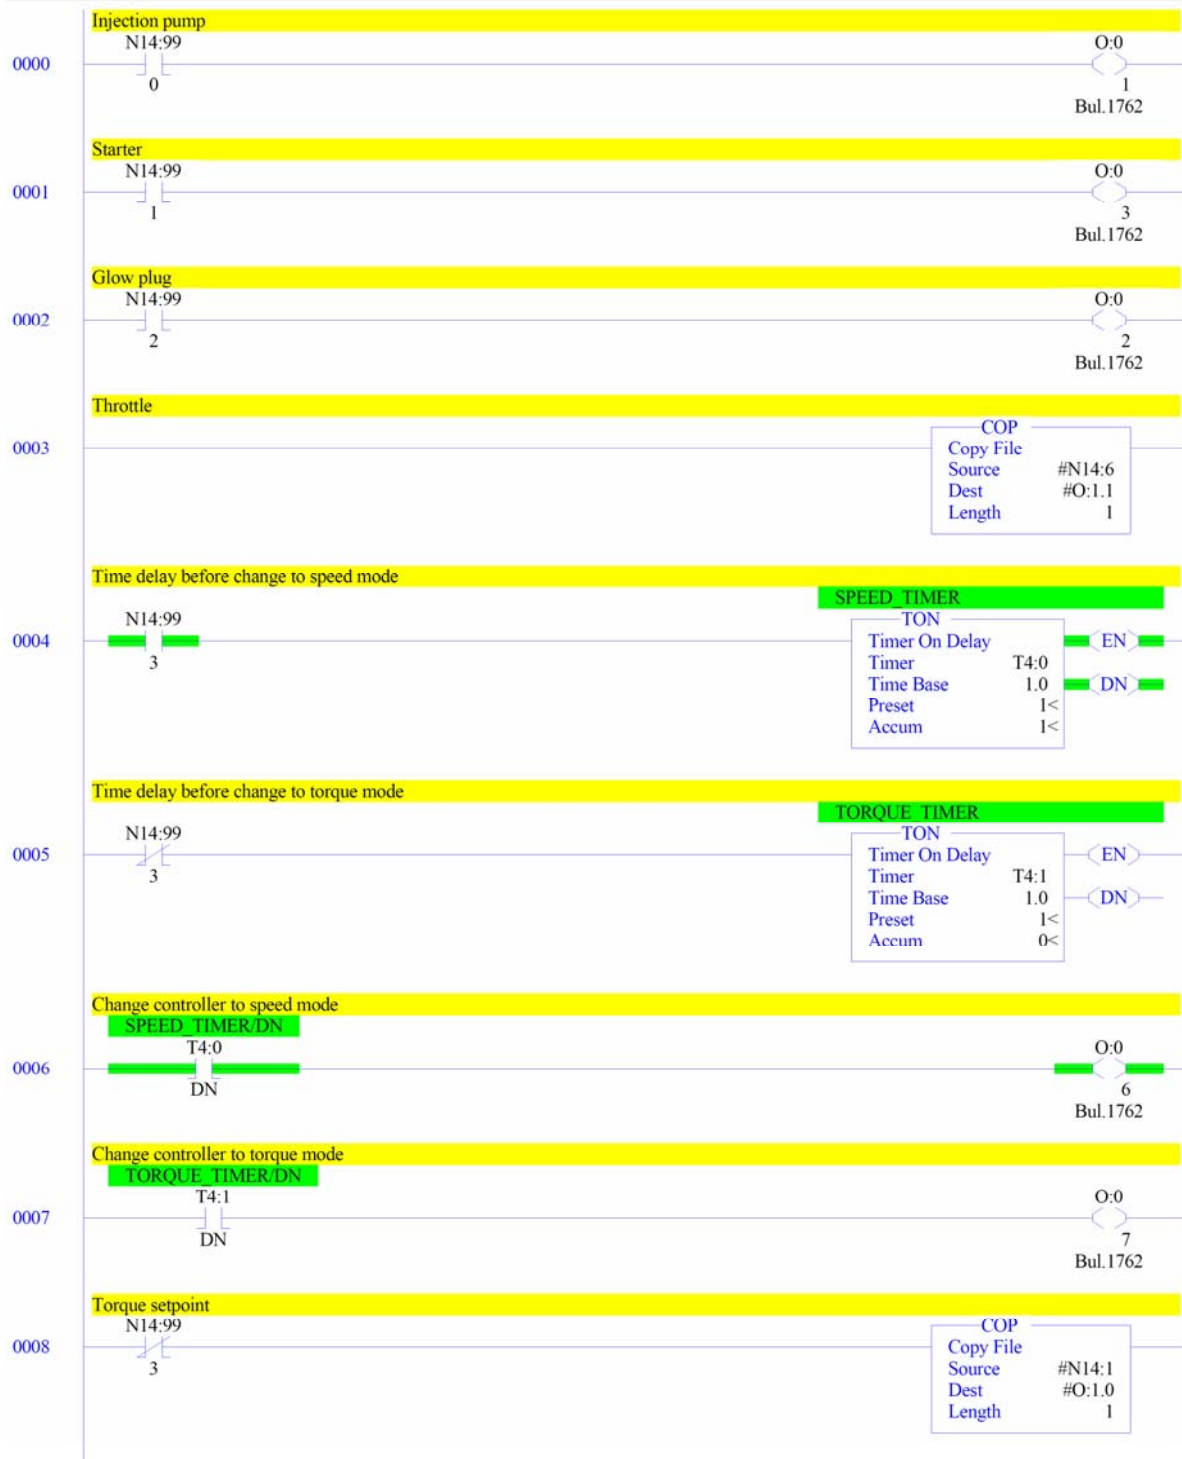 Injection pump
N14:99 O:0
0000
0 1
Bul.1762
Starter
N14:99 O:0
0001
1 3
Bul.1762
Glow plug
N14:99 O:0
0002
2 2
Bul.1762
Throttle
COP
0003 Copy File
Source #N14:6
Dest #O:1.1
Length 1
Time delay before change to speed mode
SPEED_TIMER
N14:99 TON
0004 Timer On Delay EN
3 Timer T4:0
Time Base 1.0 DN
Preset 1<
Accum 1<
Time delay before change to torque mode
TORQUE_TIMER
N14:99 TON
0005 Timer On Delay EN
3 Timer T4:1
Time Base 1.0 DN
Preset 1<
Accum 0<
Change controller to speed mode
SPEED_TIMER/DN
T4:0 O:0
0006
DN 6
Bul.1762
Change controller to torque mode
TORQUE_TIMER/DN
T4:1 O:0
0007
DN 7
Bul.1762
Torque setpoint
N14:99 COP
0008 Copy File
3 Source #N14:1
Dest #O:1.0
Length 1